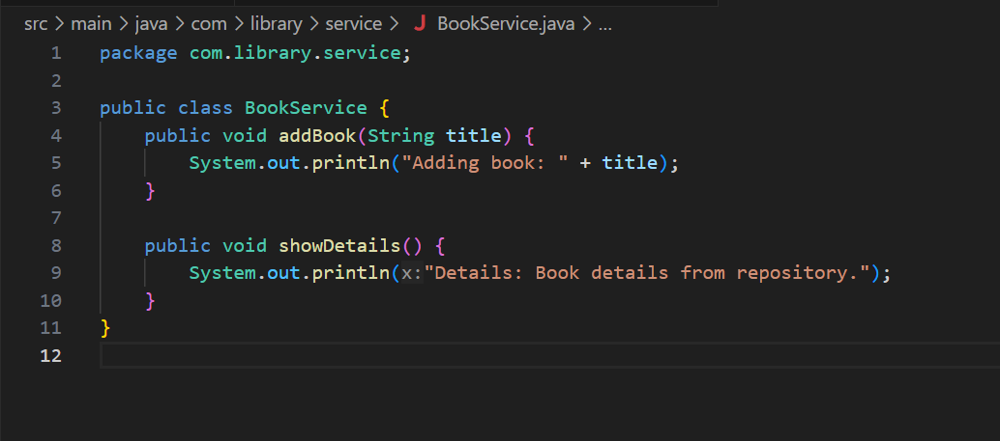 src > main > java > com > library > service > J BookService.java > ...
1 package com.library.service;
2
3 public class BookService {
4     public void addBook(String title) {
5         System.out.println("Adding book: " + title);
6     }
7
8     public void showDetails() {
9         System.out.println(x:"Details: Book details from repository.");
10     }
11 }
12